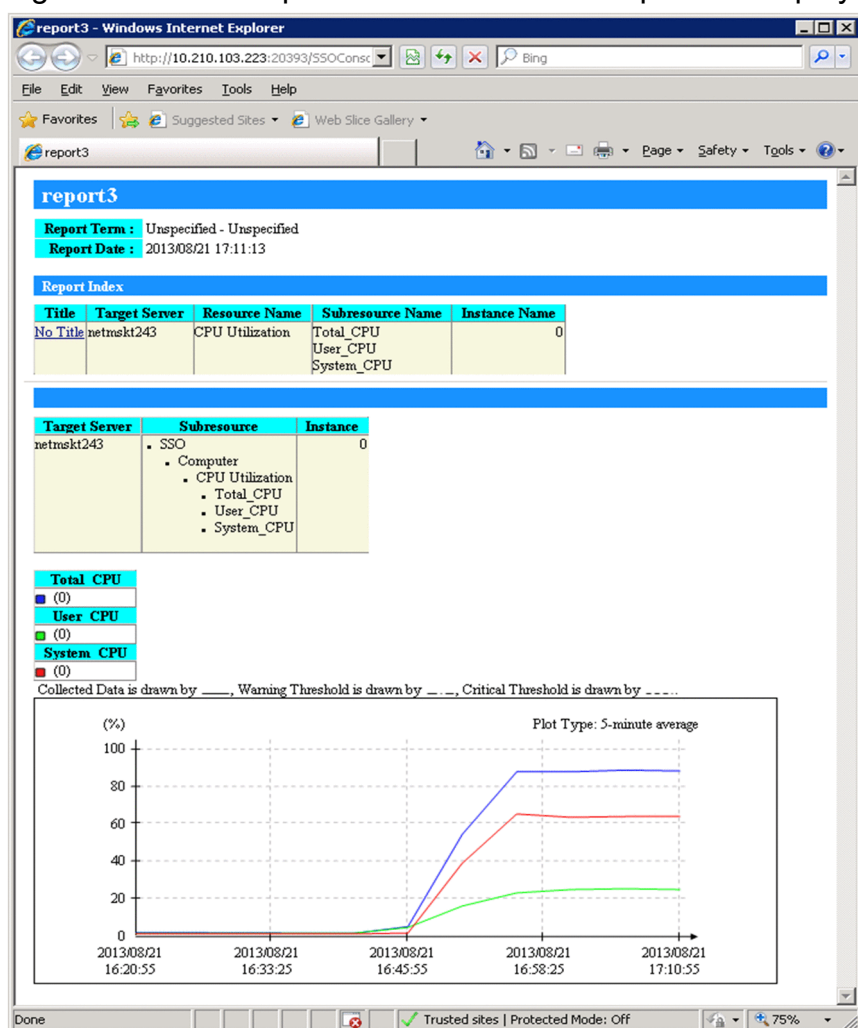 report3 - Windows Internet Explorer
http://10.210.103.223:20393/SSOConsc
Bing
File Edit View Favorites Tools Help
Favorites Suggested Sites Web Slice Gallery
report3 Page Safety Tools
report3
Report Term : Unspecified - Unspecified
Report Date : 2013/08/21 17:11:13
Report Index
Title Target Server Resource Name Subresource Name Instance Name
No Title netmskt243 CPU Utilization Total_CPU 0
User_CPU
System_CPU
Target Server Subresource Instance
netmskt243 SSO 0
Computer
CPU Utilization
Total_CPU
User_CPU
System_CPU
Total CPU
(0)
User CPU
(0)
System CPU
(0)
Collected Data is drawn by ____, Warning Threshold is drawn by _._., Critical Threshold is drawn by .....
(%) Plot Type: 5-minute average
100
80
60
40
20
0
2013/08/21 2013/08/21 2013/08/21 2013/08/21 2013/08/21
16:20:55 16:33:25 16:45:55 16:58:25 17:10:55
Done Trusted sites | Protected Mode: Off 75%